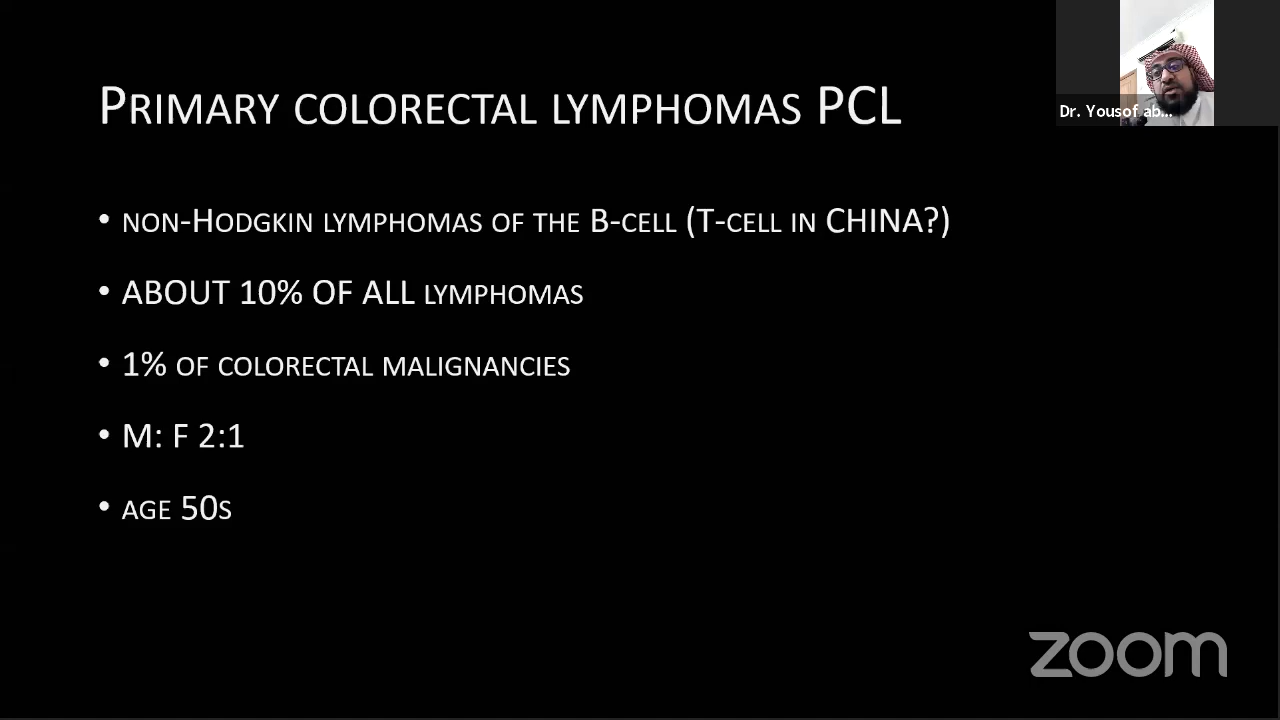 PRIMARY COLORECTAL LYMPHOMAS PCL
Dr. Yousof ab...
• NON-HODGKIN LYMPHOMAS OF THE B-CELL (T-CELL IN CHINA?)
• ABOUT 10% OF ALL LYMPHOMAS
• 1% OF COLORECTAL MALIGNANCIES
• M: F 2:1
• AGE 50S
zoom